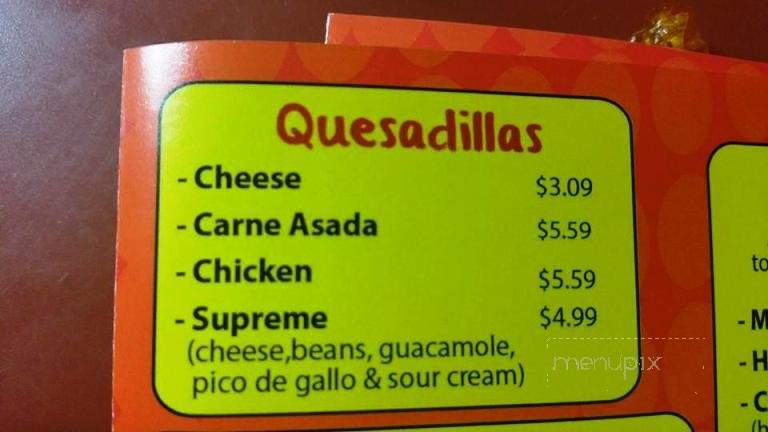 Quesadillas
- Cheese $3.09
- Carne Asada $5.59
- Chicken $5.59
- Supreme $4.99
(cheese,beans, guacamole,
pico de gallo & sour cream)
to
- M
- H
- C
(h
menupix